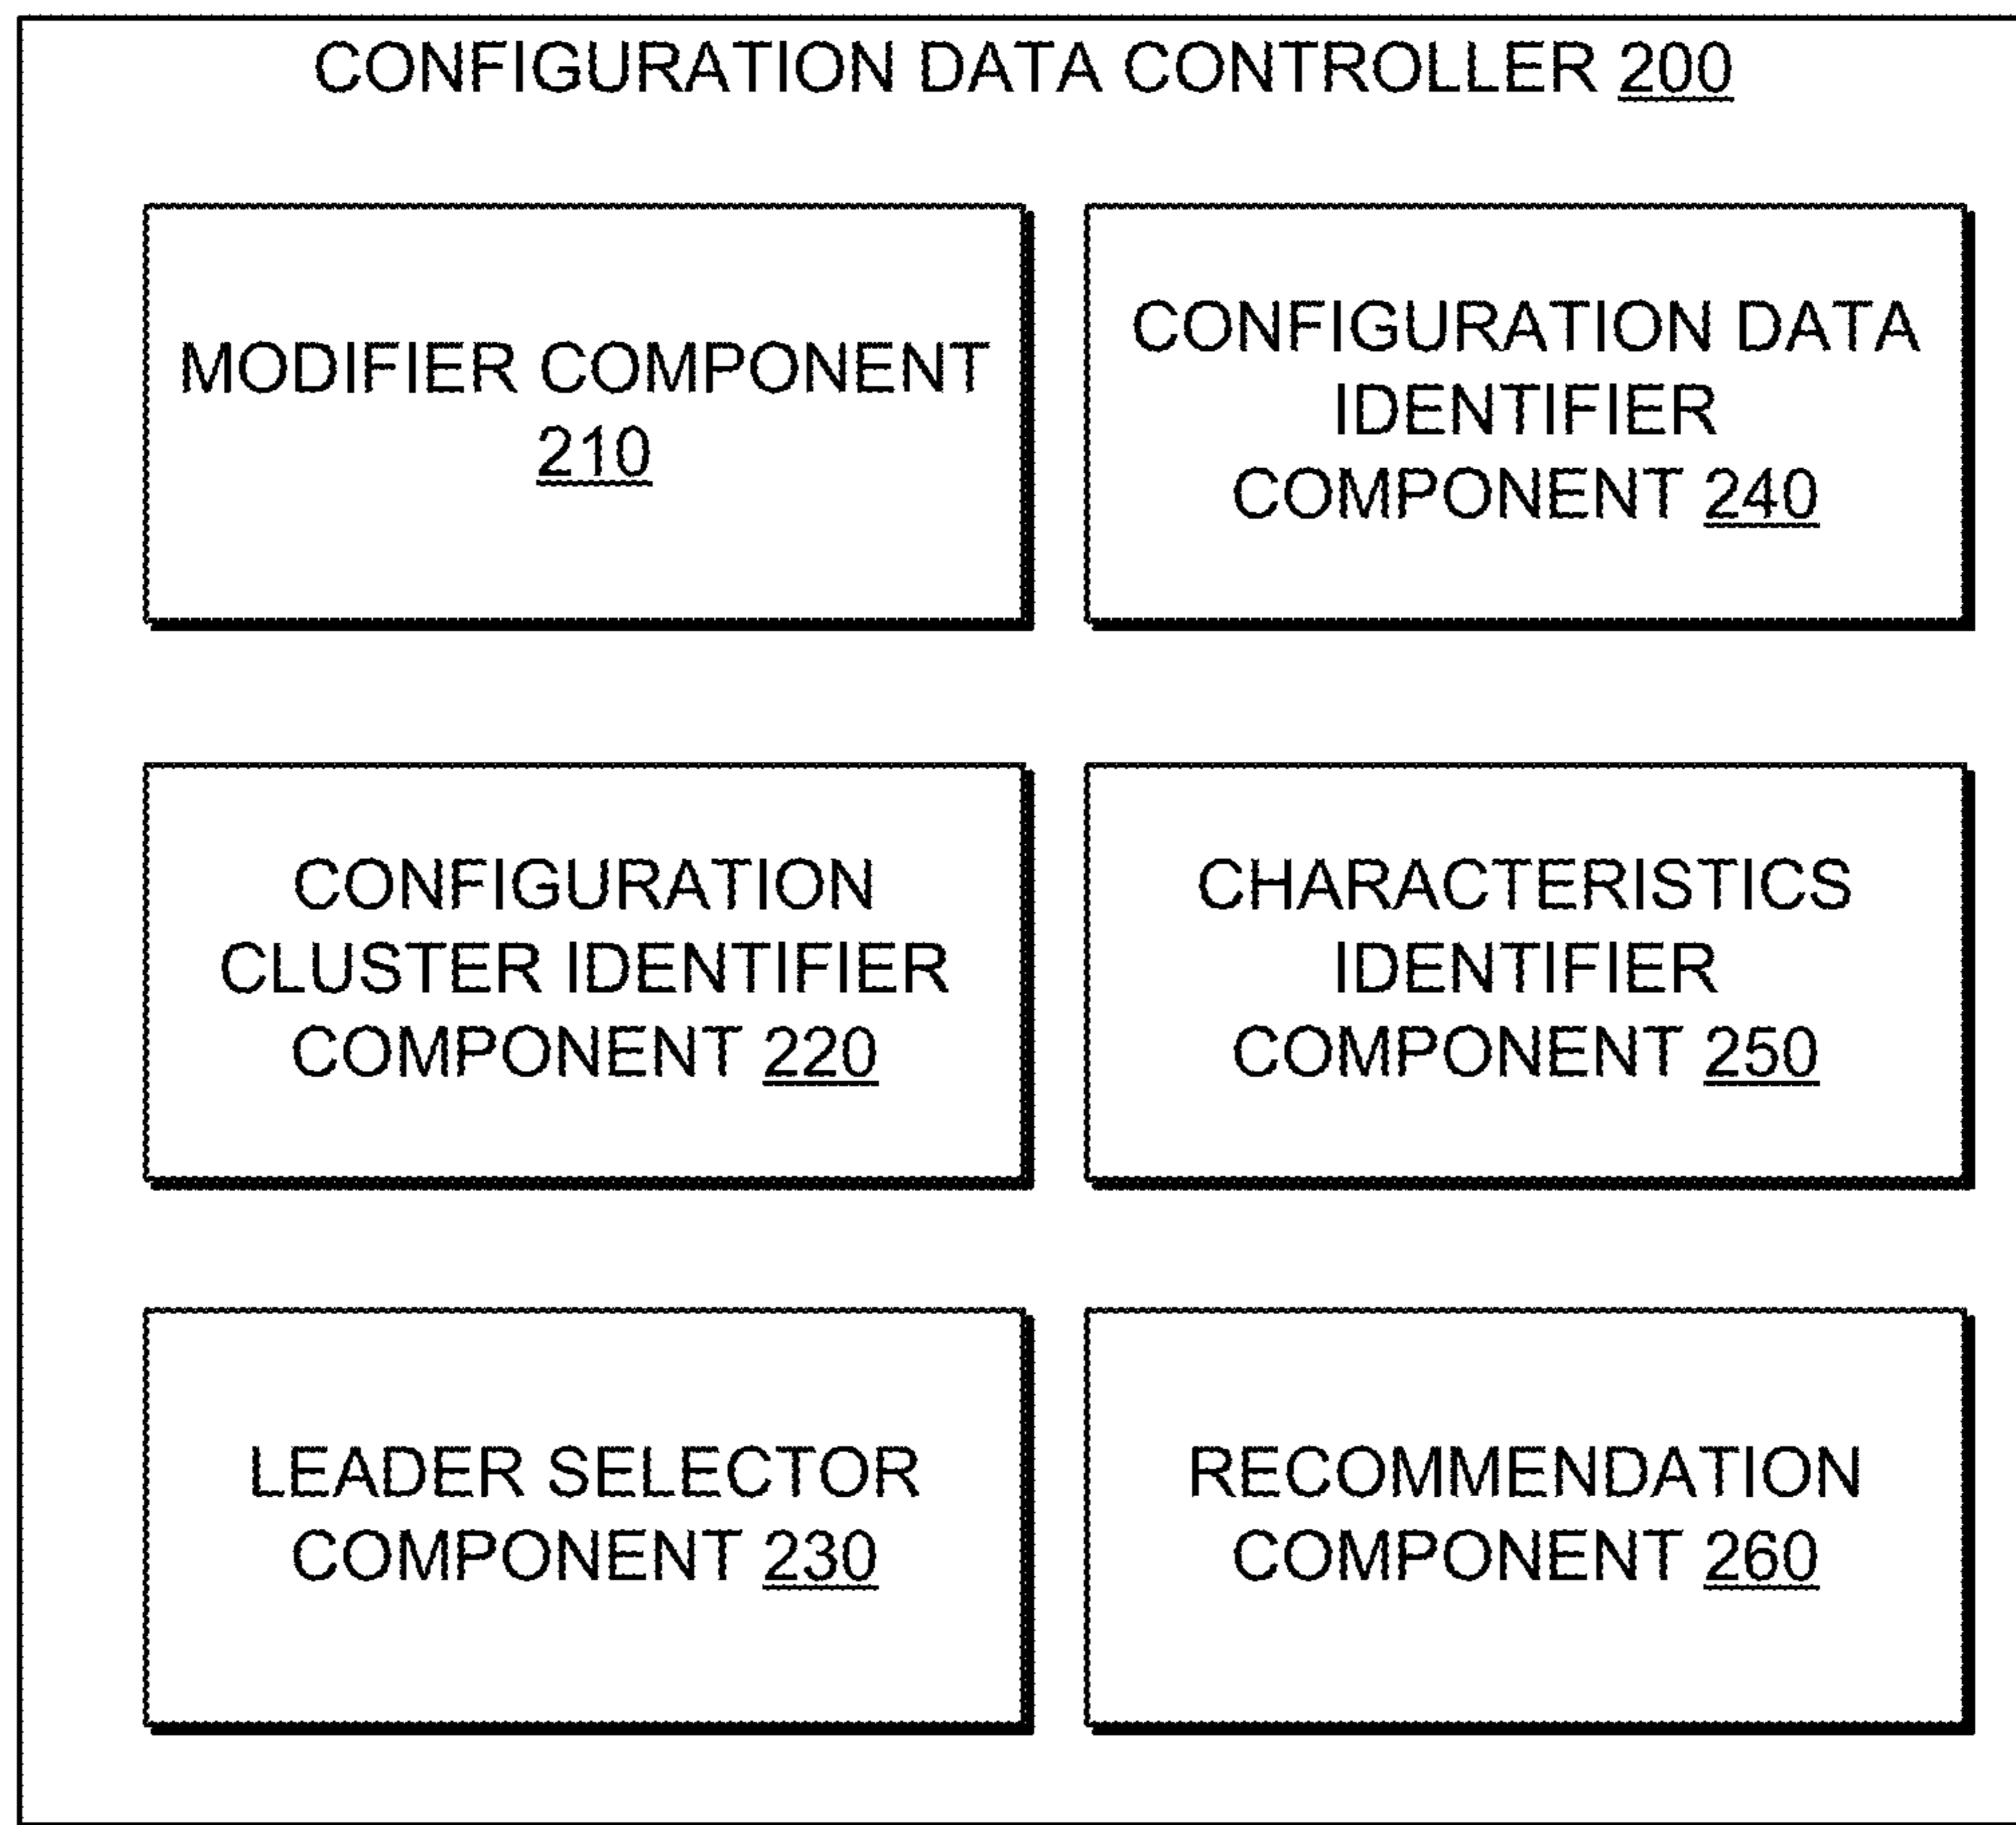 CONFIGURATION DATA CONTROLLER 200
MODIFIER COMPONENT
210
CONFIGURATION DATA
IDENTIFIER
COMPONENT 240
CONFIGURATION
CLUSTER IDENTIFIER
COMPONENT 220
CHARACTERISTICS
IDENTIFIER
COMPONENT 250
LEADER SELECTOR
COMPONENT 230
RECOMMENDATION
COMPONENT 260